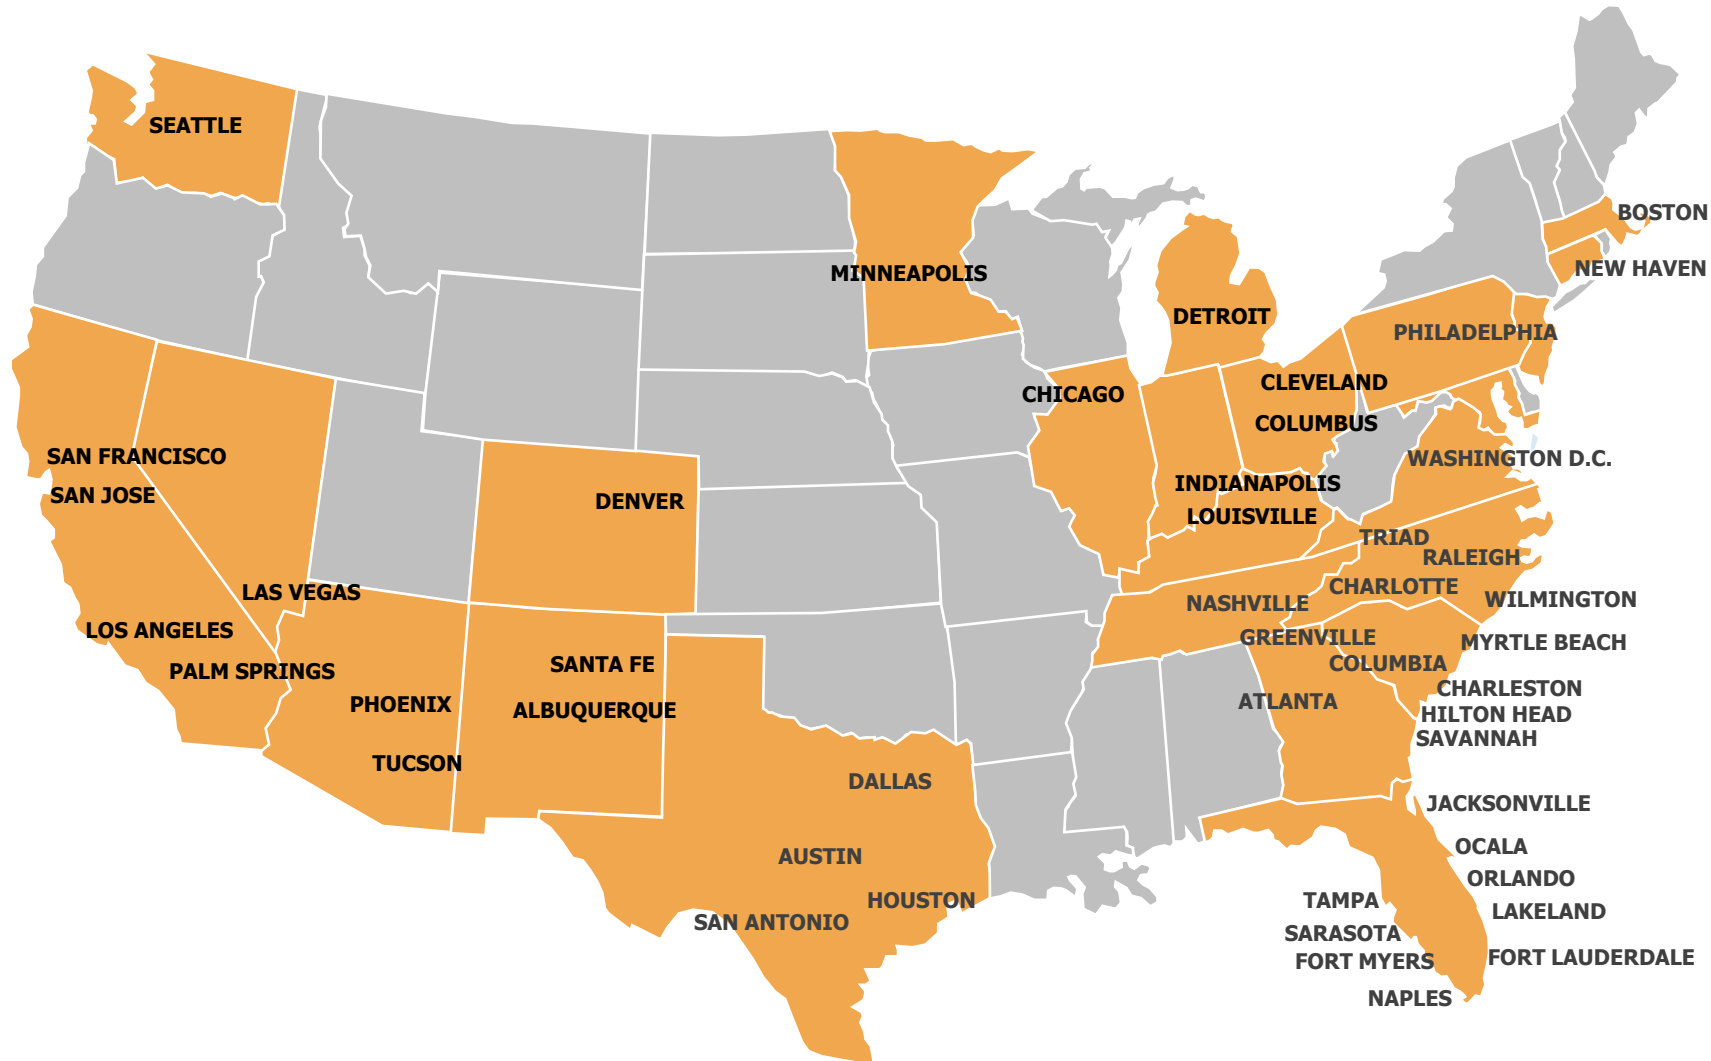 SEATTLE
BOSTON
NEW HAVEN
MINNEAPOLIS
DETROIT
PHILADELPHIA
CLEVELAND
CHICAGO
COLUMBUS
SAN FRANCISCO
WASHINGTON D.C.
INDIANAPOLIS
SAN JOSE
DENVER
LOUISVILLE
TRIAD
RALEIGH
CHARLOTTE
LAS VEGAS
WILMINGTON
NASHVILLE
LOS ANGELES
GREENVILLE
MYRTLE BEACH
SANTA FE
COLUMBIA
PALM SPRINGS
CHARLESTON
ATLANTA
PHOENIX
ALBUQUERQUE
HILTON HEAD
SAVANNAH
TUCSON
DALLAS
JACKSONVILLE
OCALA
AUSTIN
ORLANDO
HOUSTON
TAMPA
LAKELAND
SAN ANTONIO
SARASOTA
FORT LAUDERDALE
FORT MYERS
NAPLES